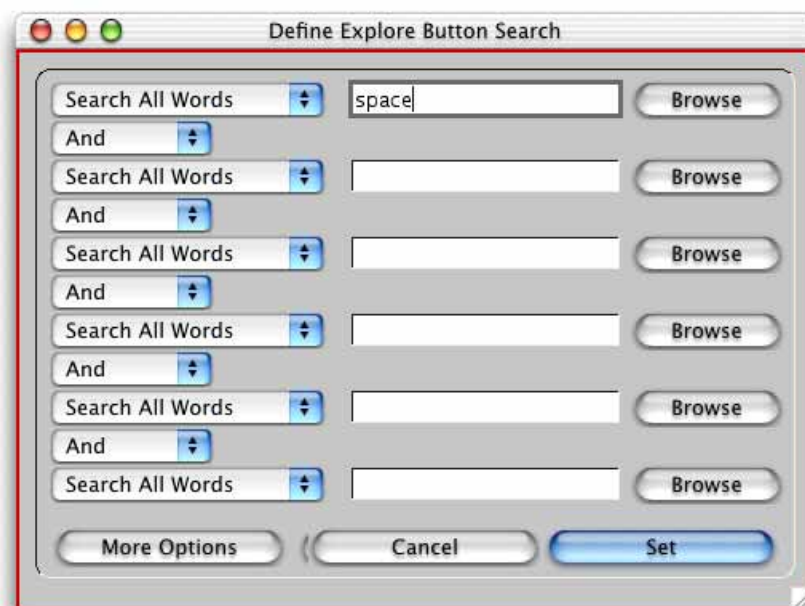 Define Explore Button Search
Search All Words space Browse
And
Search All Words Browse
And
Search All Words Browse
And
Search All Words Browse
And
Search All Words Browse
And
Search All Words Browse
More Options Cancel Set